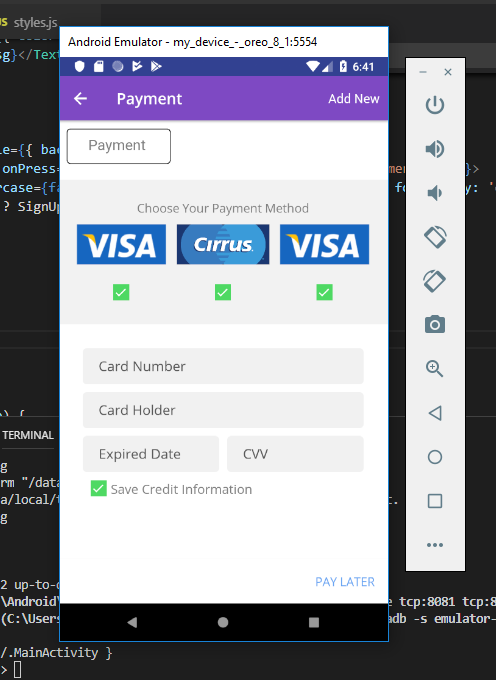 styles.js
Android Emulator - my_device_-_oreo_8_1:5554
sg}</Text
6:41
Payment
Add New
Payment
le={{ bac
onPress=
}>
rcase={fa
? SignUp
Choose Your Payment Method
VISA
Cirrus
VISA
Card Number
Card Holder
) {
Expired Date
CVV
TERMINAL
g
Save Credit Information
rm "/data
a/local/t
g
PAY LATER
2 up-to-d
\Android\
e tcp:8081 tcp:8
(C:\Users
adb -s emulator-
/.MainActivity }
>